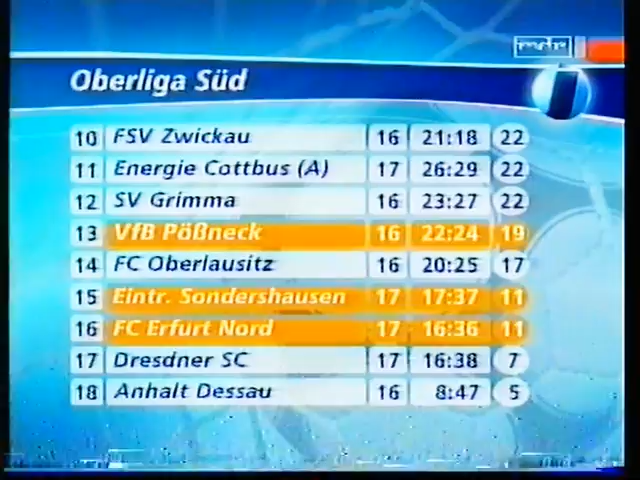 mdr
Oberliga Süd
10 FSV Zwickau 16 21:18 22
11 Energie Cottbus (A) 17 26:29 22
12 SV Grimma 16 23:27 22
13 VfB Pößneck 16 22:24 19
14 FC Oberlausitz 16 20:25 17
15 Eintr. Sondershausen 17 17:37 11
16 FC Erfurt Nord 17 16:36 11
17 Dresdner SC 17 16:38 7
18 Anhalt Dessau 16 8:47 5